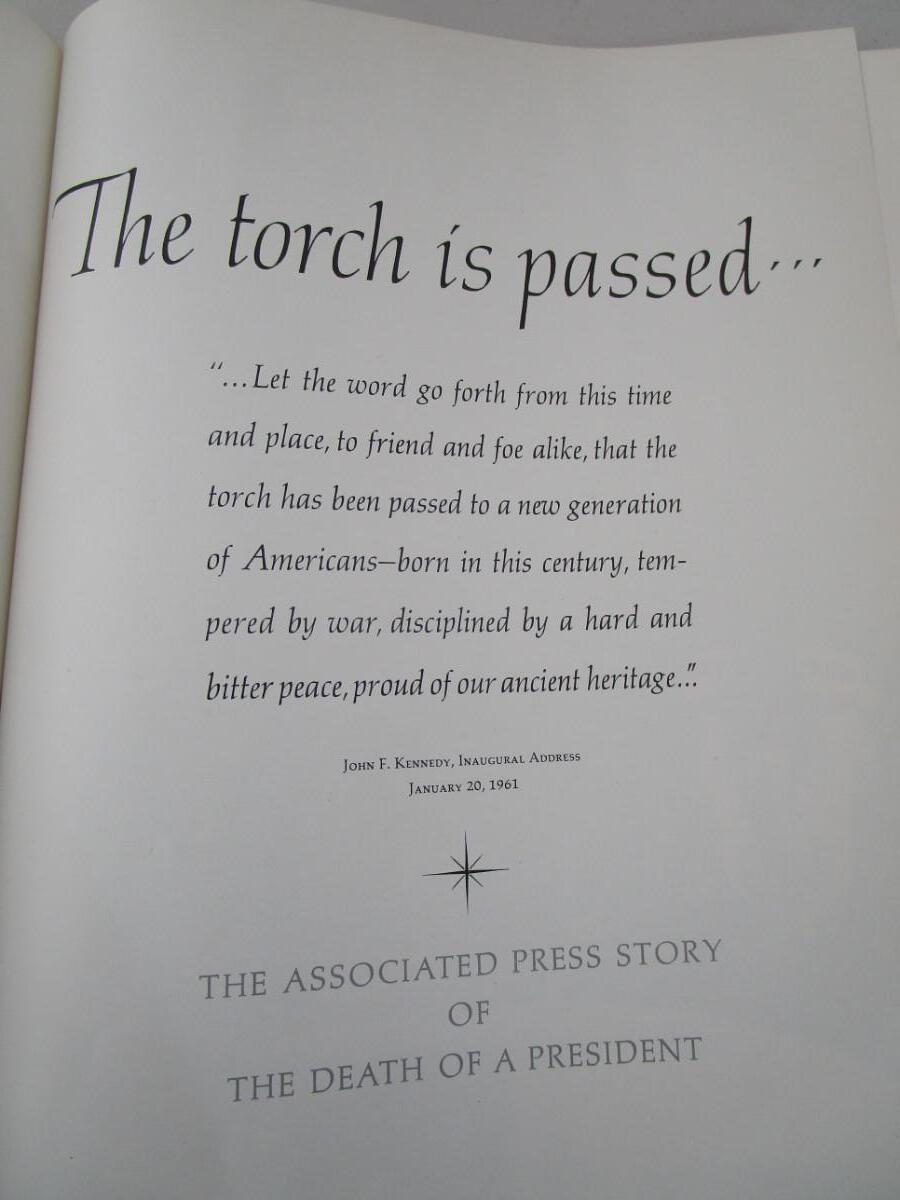 The torch is passed...
“...Let the word go forth from this time
and place, to friend and foe alike, that the
torch has been passed to a new generation
of Americans—born in this century, tem-
pered by war, disciplined by a hard and
bitter peace, proud of our ancient heritage...”
John F. Kennedy, Inaugural Address
January 20, 1961
THE ASSOCIATED PRESS STORY
OF
THE DEATH OF A PRESIDENT